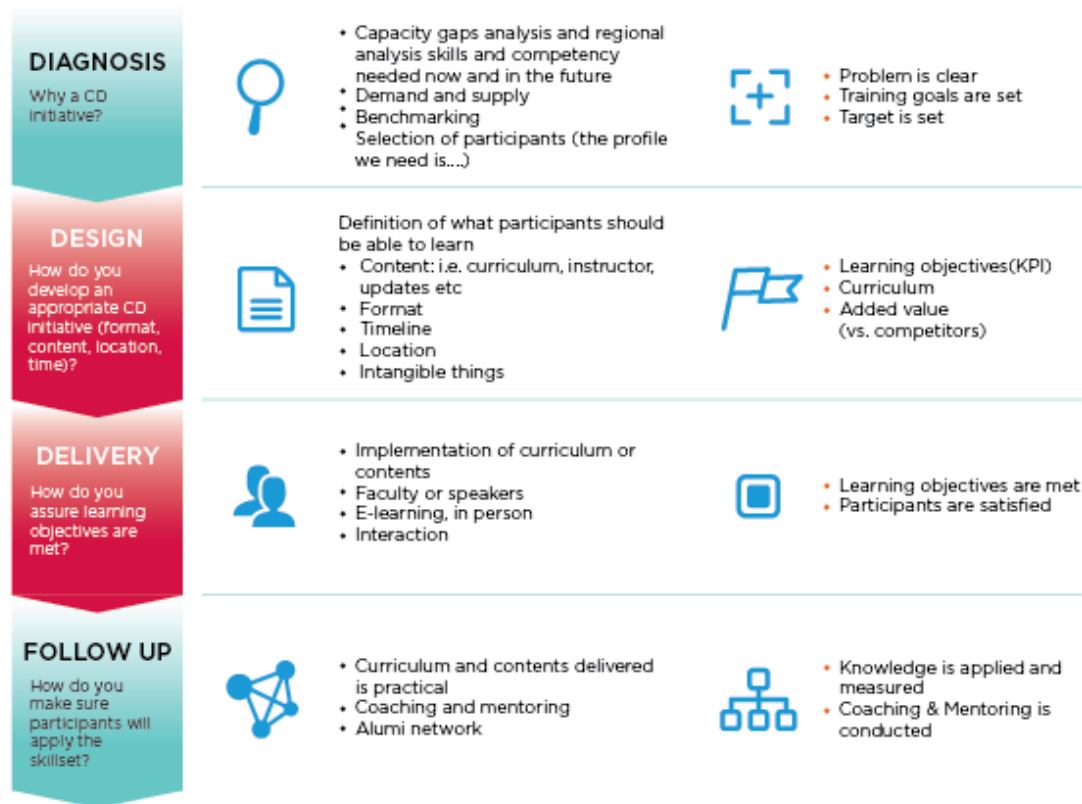 DIAGNOSIS
Why a CD
initiative?
• Capacity gaps analysis and regional
analysis skills and competency
needed now and in the future
• Demand and supply
• Benchmarking
• Selection of participants (the profile
we need is....)
• Problem is clear
• Training goals are set
• Target is set
DESIGN
How do you
develop an
appropriate CD
initiative (format,
content, location,
time)?
Definition of what participants should
be able to learn
• Content: i.e. curriculum, instructor,
updates etc
• Format
• Timeline
• Location
• Intangible things
• Learning objectives(KPI)
• Curriculum
• Added value
(vs. competitors)
DELIVERY
How do you
assure learning
objectives are
met?
• Implementation of curriculum or
contents
• Faculty or speakers
• E-learning, in person
• Interaction
• Learning objectives are met
• Participants are satisfied
FOLLOW UP
How do you
make sure
participants will
apply the
skillset?
• Curriculum and contents delivered
is practical
• Coaching and mentoring
• Alumi network
• Knowledge is applied and
measured
• Coaching & Mentoring is
conducted